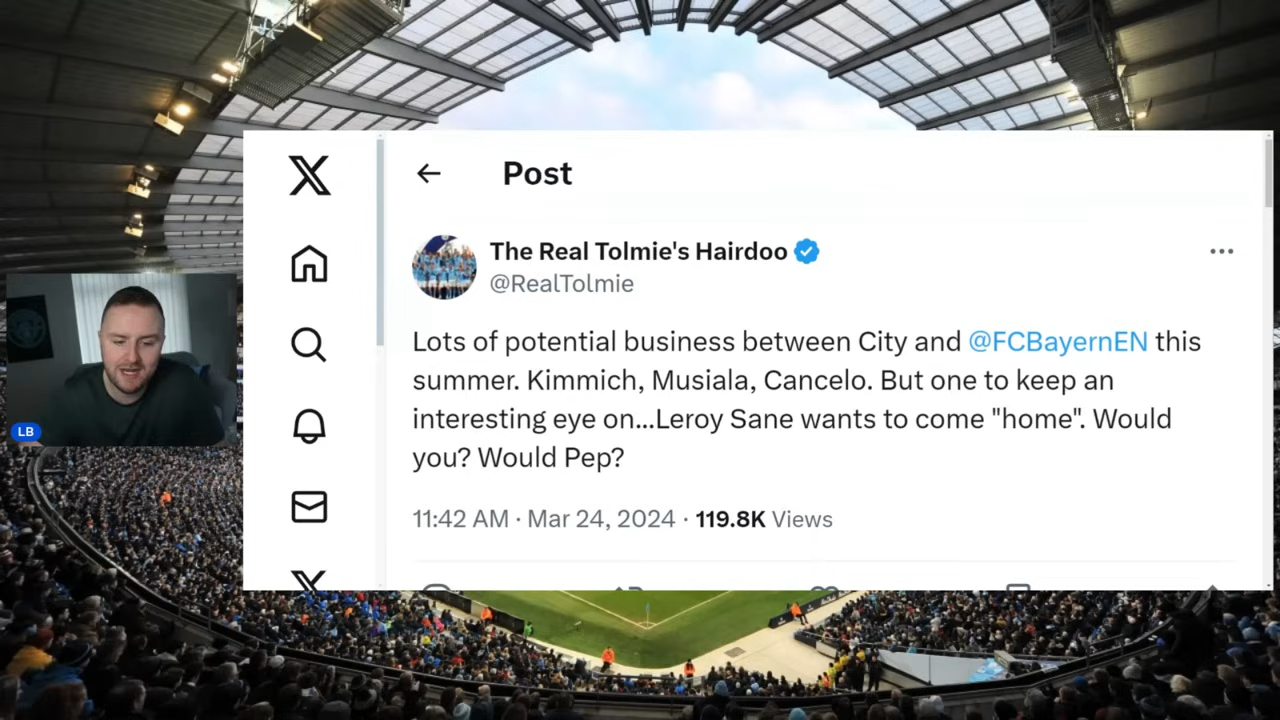 Post
The Real Tolmie's Hairdoo
@RealTolmie
Lots of potential business between City and @FCBayernEN this
summer. Kimmich, Musiala, Cancelo. But one to keep an
interesting eye on...Leroy Sane wants to come "home". Would
you? Would Pep?
11:42 AM · Mar 24, 2024 · 119.8K Views
LB